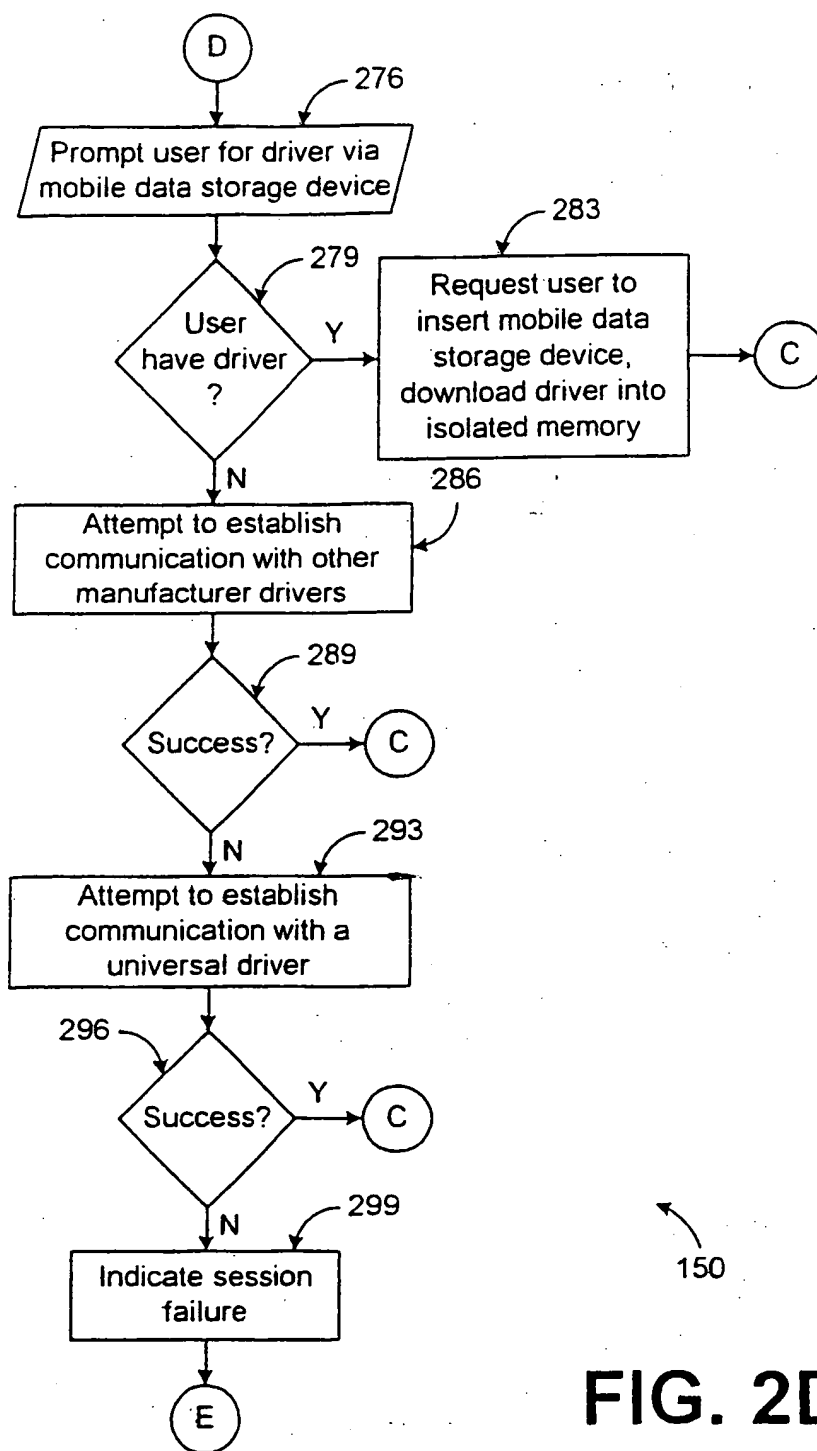 D
276
Prompt user for driver via
mobile data storage device
279
User
have driver
?
Y
283
Request user to
insert mobile data
storage device,
download driver into
isolated memory
C
N
286
Attempt to establish
communication with other
manufacturer drivers
289
Success?
Y
C
N
293
Attempt to establish
communication with a
universal driver
296
Success?
Y
C
N
299
Indicate session
failure
E
150
FIG. 2D